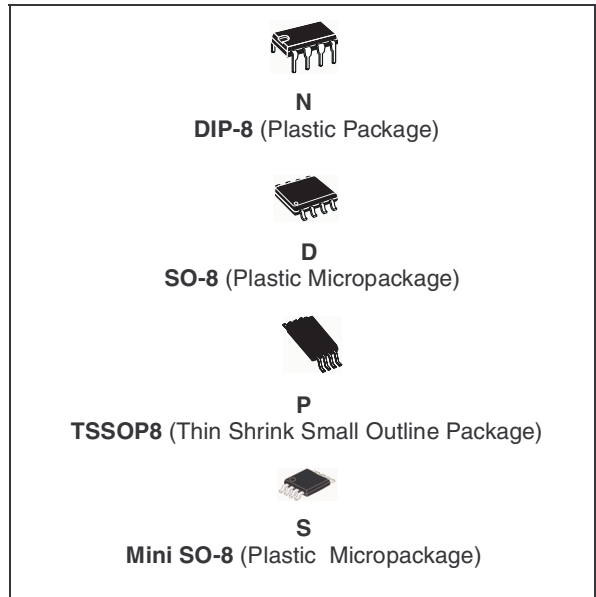 N
DIP-8 (Plastic Package)
D
SO-8 (Plastic Micropackage)
P
TSSOP8 (Thin Shrink Small Outline Package)
S
Mini SO-8 (Plastic Micropackage)